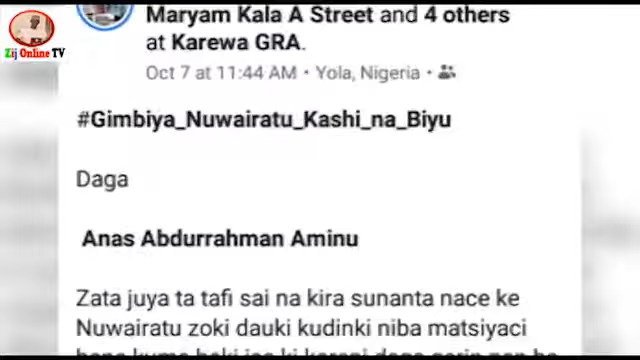 Zij Online TV
Maryam Kala A Street and 4 others
at Karewa GRA.
Oct 7 at 11:44 AM · Yola, Nigeria ·
#Gimbiya_Nuwairatu_Kashi_na_Biyu
Daga
Anas Abdurrahman Aminu
Zata juya ta tafi sai na kira sunanta nace ke
Nuwairatu zoki dauki kudinki niba matsiyaci